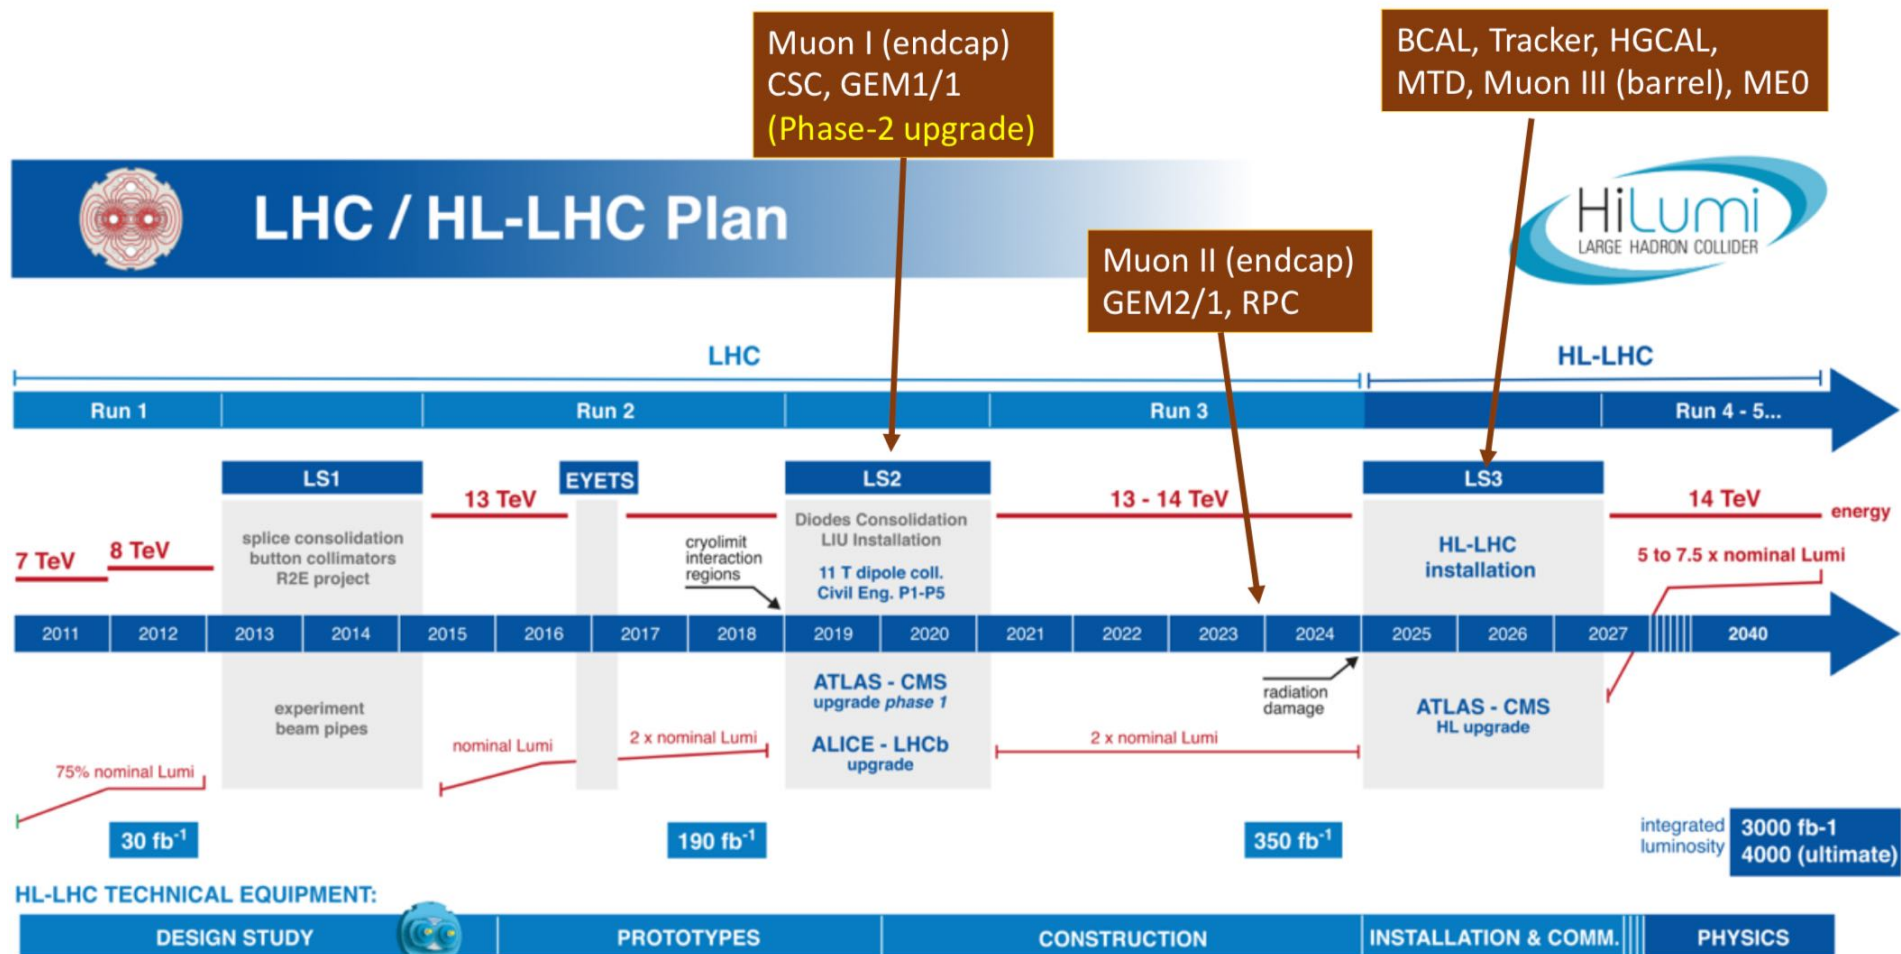 Muon I (endcap)
CSC, GEM1/1
(Phase-2 upgrade)
BCAL, Tracker, HGCAL,
MTD, Muon III (barrel), ME0
LHC / HL-LHC Plan
HiLumi
LARGE HADRON COLLIDER
Muon II (endcap)
GEM2/1, RPC
LHC
HL-LHC
Run 1
Run 2
Run 3
Run 4 - 5...
LS1
EYETS
LS2
LS3
13 TeV
13 - 14 TeV
14 TeV
energy
7 TeV
8 TeV
splice consolidation
button collimators
R2E project
cryolimit
interaction
regions
Diodes Consolidation
LIU Installation
11 T dipole coll.
Civil Eng. P1-P5
HL-LHC
installation
5 to 7.5 x nominal Lumi
2011
2012
2013
2014
2015
2016
2017
2018
2019
2020
2021
2022
2023
2024
2025
2026
2027
2040
experiment
beam pipes
ATLAS - CMS
upgrade phase 1
ALICE - LHCb
upgrade
radiation
damage
ATLAS - CMS
HL upgrade
75% nominal Lumi
nominal Lumi
2 x nominal Lumi
2 x nominal Lumi
30 fb⁻¹
190 fb⁻¹
350 fb⁻¹
integrated
luminosity
3000 fb-1
4000 (ultimate)
HL-LHC TECHNICAL EQUIPMENT:
DESIGN STUDY
PROTOTYPES
CONSTRUCTION
INSTALLATION & COMM.
PHYSICS